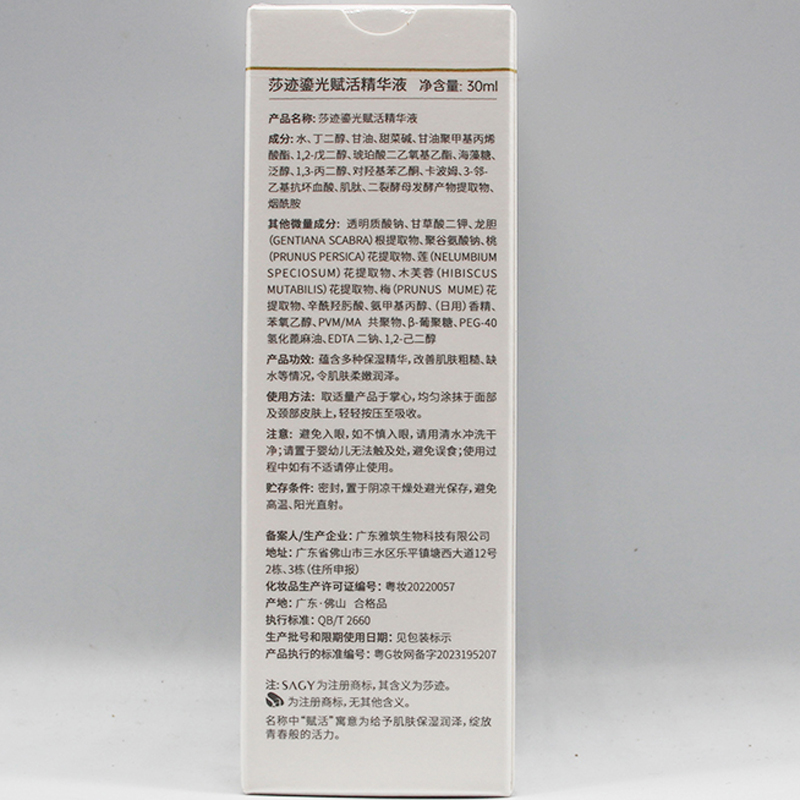 莎迹鎏光赋活精华液 净含量: 30ml
产品名称: 莎迹鎏光赋活精华液
成分: 水、丁二醇、甘油、甜菜碱、甘油聚甲基丙烯
酸酯、1,2-戊二醇、琥珀酸二乙氧基乙酯、海藻糖、
泛醇、1,3-丙二醇、对羟基苯乙酮、卡波姆、3-邻-
乙基抗坏血酸、肌肽、二裂酵母发酵产物提取物、
烟酰胺
其他微量成分: 透明质酸钠、甘草酸二钾、龙胆
(GENTIANA SCABRA)根提取物、聚谷氨酸钠、桃
(PRUNUS PERSICA)花提取物、莲(NELUMBIUM
SPECIOSUM)花提取物、木芙蓉(HIBISCUS
MUTABILIS)花提取物、梅(PRUNUS MUME)花
提取物、辛酰羟肟酸、氨甲基丙醇、(日用)香精、
苯氧乙醇、PVM/MA 共聚物、β-葡聚糖、PEG-40
氢化蓖麻油、EDTA 二钠、1,2-己二醇
产品功效: 蕴含多种保湿精华,改善肌肤粗糙、缺
水等情况,令肌肤柔嫩润泽。
使用方法: 取适量产品于掌心,均匀涂抹于面部
及颈部皮肤上,轻轻按压至吸收。
注意: 避免入眼,如不慎入眼,请用清水冲洗干
净;请置于婴幼儿无法触及处,避免误食;使用过
程中如有不适请停止使用。
贮存条件: 密封,置于阴凉干燥处避光保存,避免
高温、阳光直射。
备案人/生产企业: 广东雅筑生物科技有限公司
地址: 广东省佛山市三水区乐平镇塘西大道12号
2栋、3栋(住所申报)
化妆品生产许可证编号: 粤妆20220057
产地: 广东·佛山 合格品
执行标准: QB/T 2660
生产批号和限期使用日期: 见包装标示
产品执行的标准编号: 粤G妆网备字2023195207
注: SAGY为注册商标,其含义为莎迹。
为注册商标,无其他含义。
名称中“赋活”寓意为给予肌肤保湿润泽,绽放
青春般的活力。